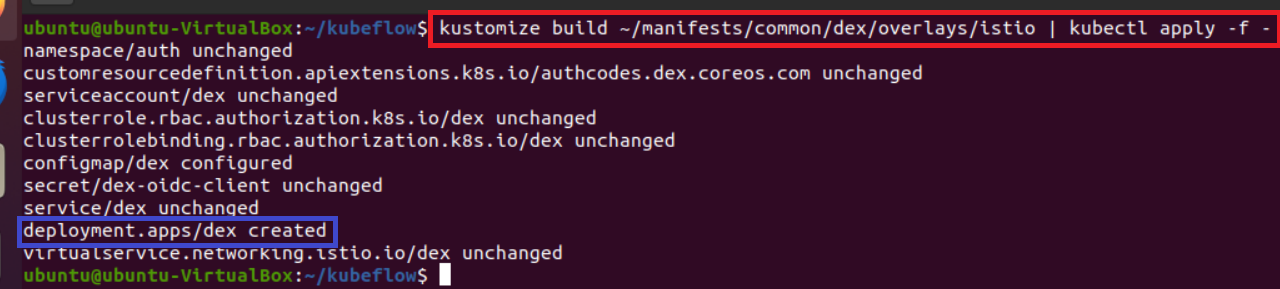 ubuntu@ubuntu-VirtualBox:~/kubeflow$ kustomize build ~/manifests/common/dex/overlays/istio | kubectl apply -f -
namespace/auth unchanged
customresourcedefinition.apiextensions.k8s.io/authcodes.dex.coreos.com unchanged
serviceaccount/dex unchanged
clusterrole.rbac.authorization.k8s.io/dex unchanged
clusterrolebinding.rbac.authorization.k8s.io/dex unchanged
configmap/dex configured
secret/dex-oidc-client unchanged
service/dex unchanged
deployment.apps/dex created
virtualservice.networking.istio.io/dex unchanged
ubuntu@ubuntu-VirtualBox:~/kubeflow$